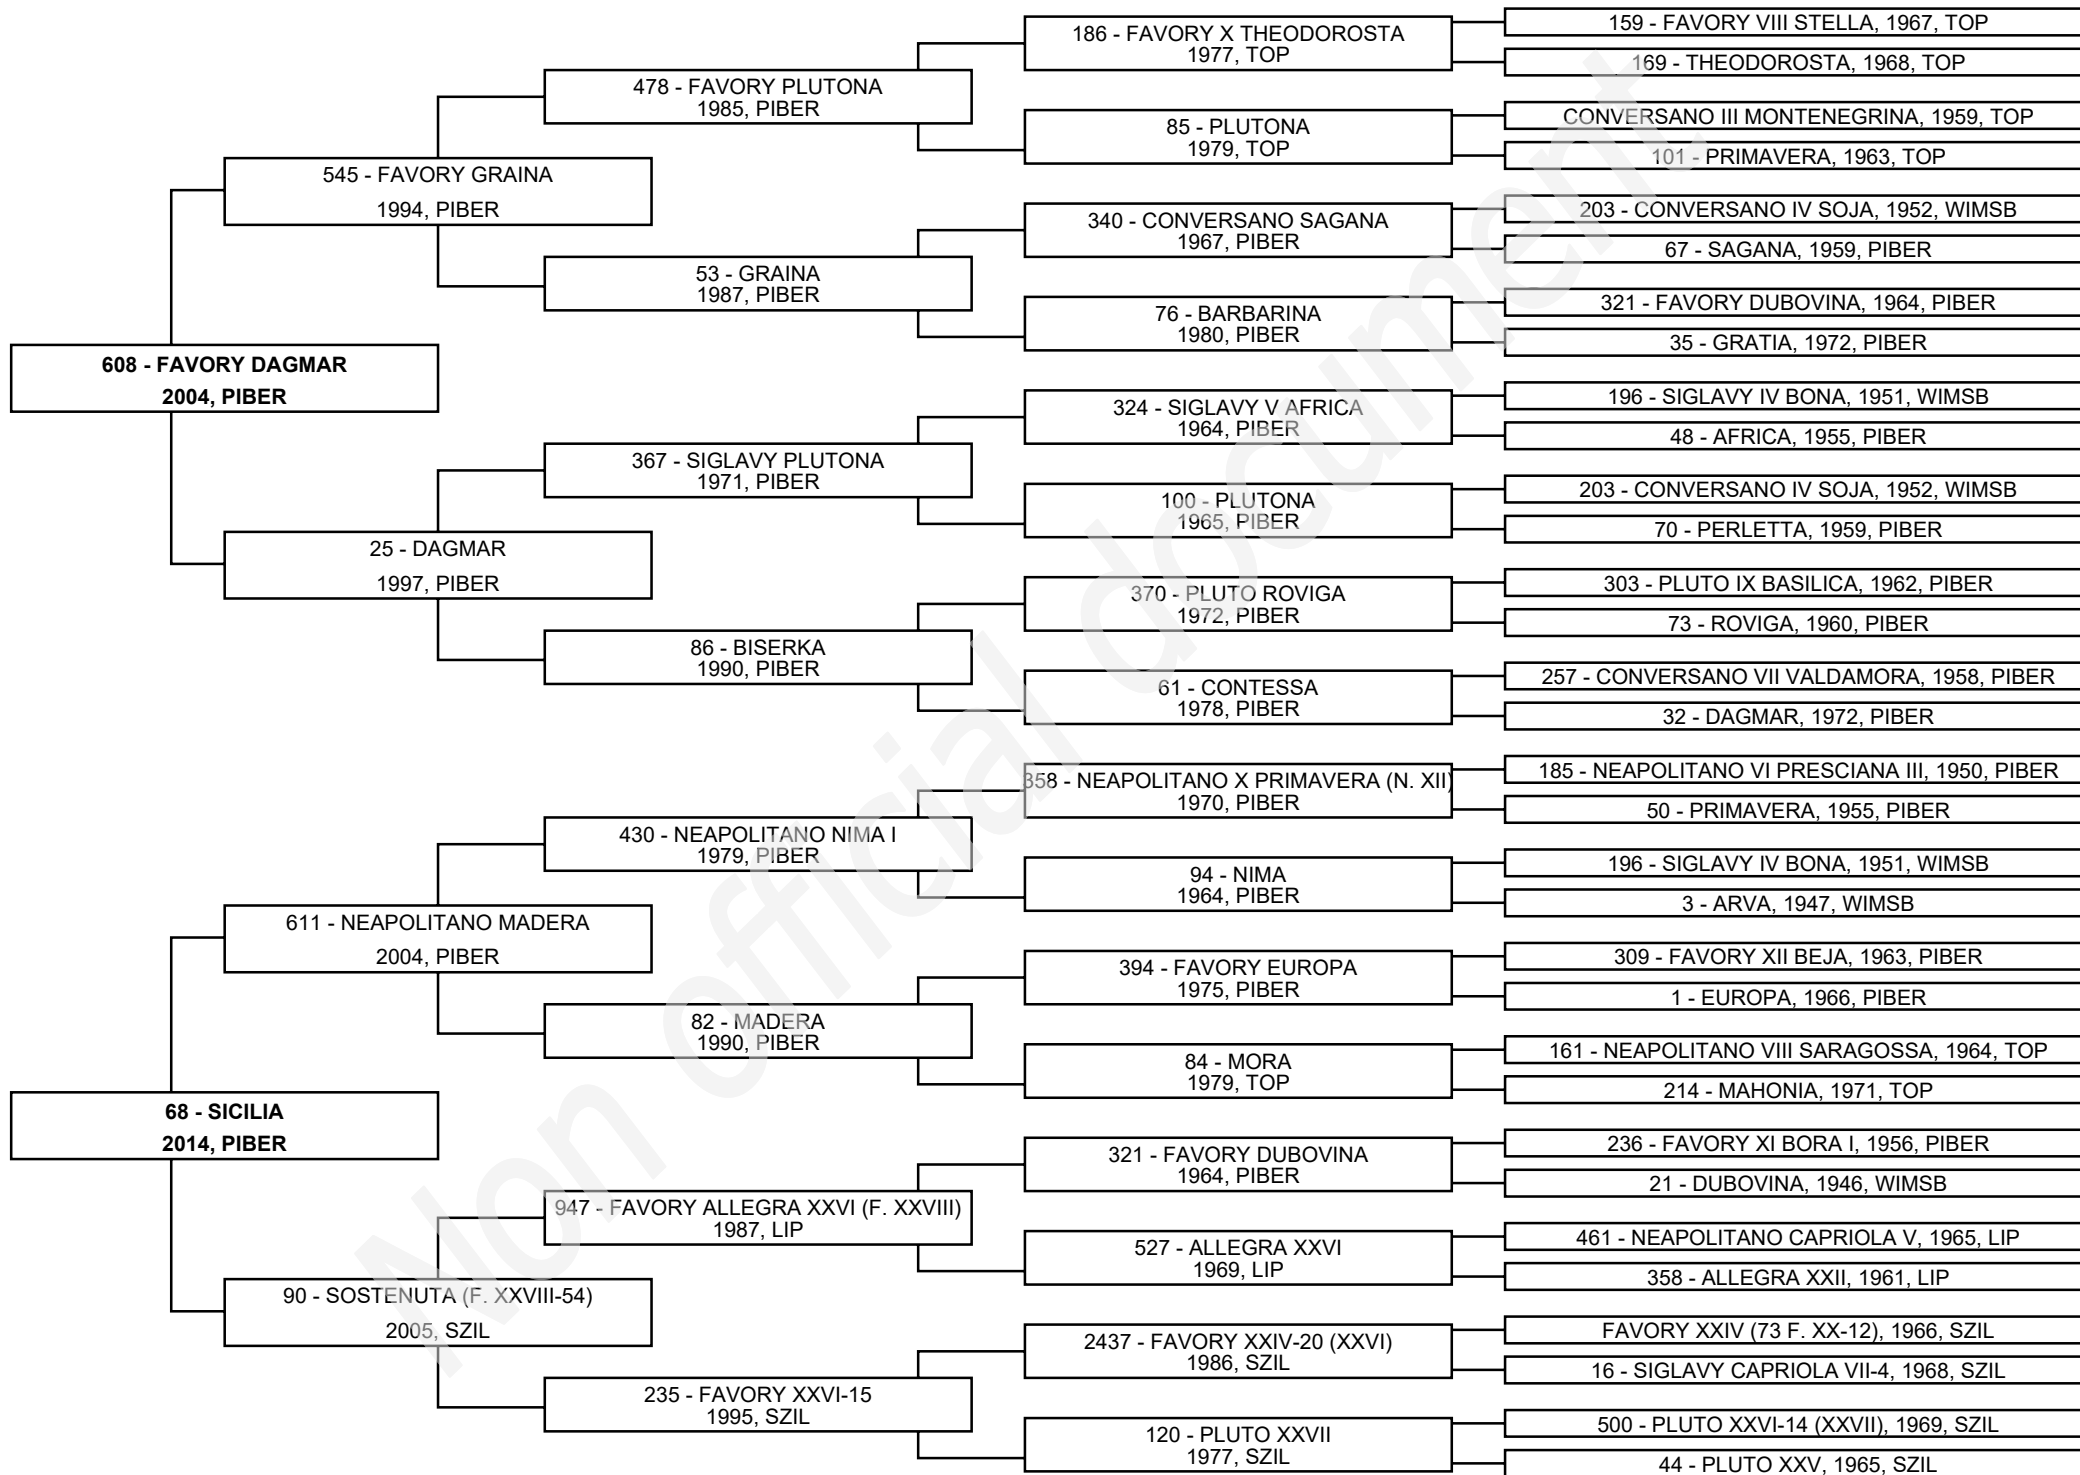 608 - FAVORY DAGMAR
2004, PIBER
68 - SICILIA
2014, PIBER
545 - FAVORY GRAINA
1994, PIBER
25 - DAGMAR
1997, PIBER
611 - NEAPOLITANO MADERA
2004, PIBER
90 - SOSTENUTA (F. XXVIII-54)
2005, SZIL
478 - FAVORY PLUTONA
1985, PIBER
53 - GRAINA
1987, PIBER
367 - SIGLAVY PLUTONA
1971, PIBER
86 - BISERKA
1990, PIBER
430 - NEAPOLITANO NIMA I
1979, PIBER
82 - MADERA
1990, PIBER
947 - FAVORY ALLEGRA XXVI (F. XXVIII)
1987, LIP
235 - FAVORY XXVI-15
1995, SZIL
186 - FAVORY X THEODOROSTA
1977, TOP
85 - PLUTONA
1979, TOP
340 - CONVERSANO SAGANA
1967, PIBER
76 - BARBARINA
1980, PIBER
324 - SIGLAVY V AFRICA
1964, PIBER
100 - PLUTONA
1965, PIBER
370 - PLUTO ROVIGA
1972, PIBER
61 - CONTESSA
1978, PIBER
358 - NEAPOLITANO X PRIMAVERA (N. XII)
1970, PIBER
94 - NIMA
1964, PIBER
394 - FAVORY EUROPA
1975, PIBER
84 - MORA
1979, TOP
321 - FAVORY DUBOVINA
1964, PIBER
527 - ALLEGRA XXVI
1969, LIP
2437 - FAVORY XXIV-20 (XXVI)
1986, SZIL
120 - PLUTO XXVII
1977, SZIL
159 - FAVORY VIII STELLA, 1967, TOP
169 - THEODOROSTA, 1968, TOP
CONVERSANO III MONTENEGRINA, 1959, TOP
101 - PRIMAVERA, 1963, TOP
203 - CONVERSANO IV SOJA, 1952, WIMSB
67 - SAGANA, 1959, PIBER
321 - FAVORY DUBOVINA, 1964, PIBER
35 - GRATIA, 1972, PIBER
196 - SIGLAVY IV BONA, 1951, WIMSB
48 - AFRICA, 1955, PIBER
203 - CONVERSANO IV SOJA, 1952, WIMSB
70 - PERLETTA, 1959, PIBER
303 - PLUTO IX BASILICA, 1962, PIBER
73 - ROVIGA, 1960, PIBER
257 - CONVERSANO VII VALDAMORA, 1958, PIBER
32 - DAGMAR, 1972, PIBER
185 - NEAPOLITANO VI PRESCIANA III, 1950, PIBER
50 - PRIMAVERA, 1955, PIBER
196 - SIGLAVY IV BONA, 1951, WIMSB
3 - ARVA, 1947, WIMSB
309 - FAVORY XII BEJA, 1963, PIBER
1 - EUROPA, 1966, PIBER
161 - NEAPOLITANO VIII SARAGOSSA, 1964, TOP
214 - MAHONIA, 1971, TOP
236 - FAVORY XI BORA I, 1956, PIBER
21 - DUBOVINA, 1946, WIMSB
461 - NEAPOLITANO CAPRIOLA V, 1965, LIP
358 - ALLEGRA XXII, 1961, LIP
FAVORY XXIV (73 F. XX-12), 1966, SZIL
16 - SIGLAVY CAPRIOLA VII-4, 1968, SZIL
500 - PLUTO XXVI-14 (XXVII), 1969, SZIL
44 - PLUTO XXV, 1965, SZIL
Non official document